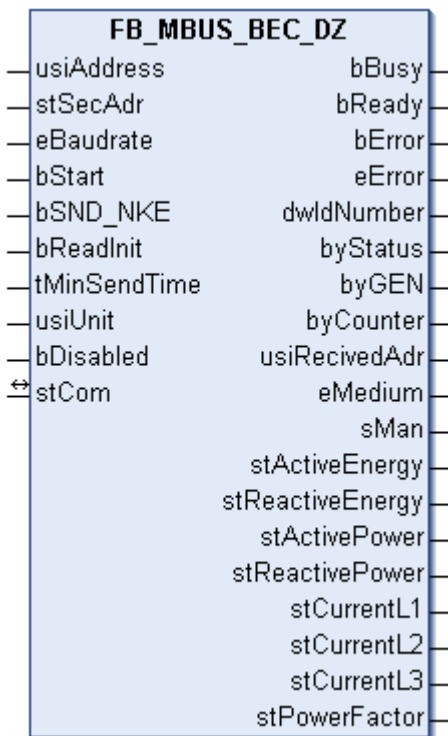 FB_MBUS_BEC_DZ
usiAddress bBusy
stSecAdr bReady
eBaudrate bError
bStart eError
bSND_NKE dwIdNumber
bReadInit byStatus
tMinSendTime byGEN
usiUnit byCounter
bDisabled usiRecivedAdr
stCom eMedium
sMan
stActiveEnergy
stReactiveEnergy
stActivePower
stReactivePower
stCurrentL1
stCurrentL2
stCurrentL3
stPowerFactor